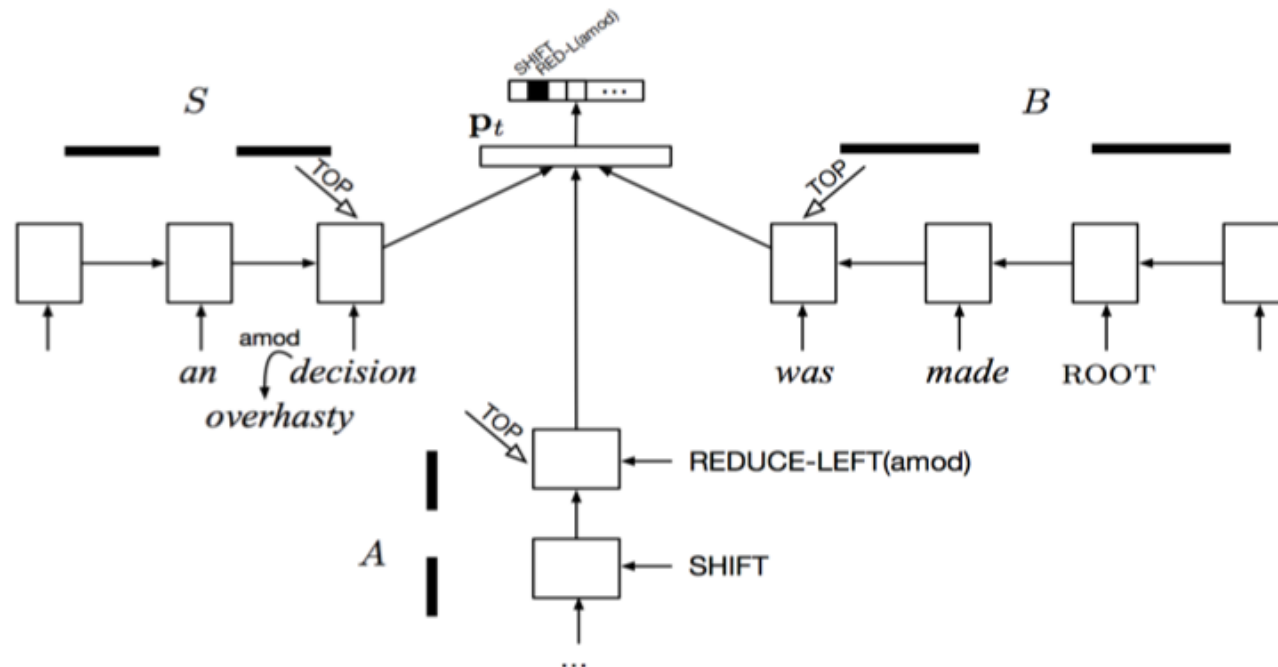 SHIFT
RED-L(amod)
...
S
p_t
B
TOP
TOP
amod
an decision
overhasty
was made ROOT
TOP
REDUCE-LEFT(amod)
A
SHIFT
...